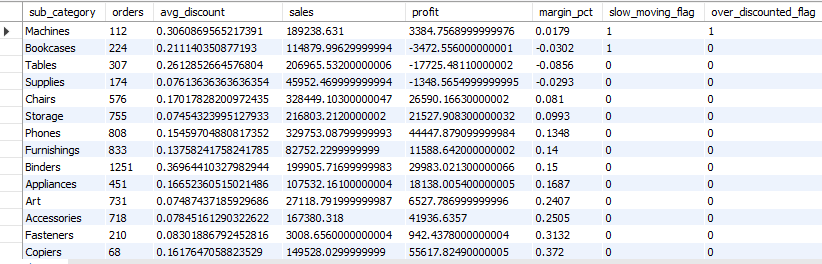 sub_category orders avg_discount sales profit margin_pct slow_moving_flag over_discounted_flag
Machines 112 0.3060869565217391 189238.631 3384.7568999999976 0.0179 1 1
Bookcases 224 0.211140350877193 114879.99629999994 -3472.556000000001 -0.0302 1 0
Tables 307 0.2612852664576804 206965.53200000006 -17725.48110000002 -0.0856 0 0
Supplies 174 0.07613636363636354 45952.469999999994 -1348.5654999999995 -0.0293 0 0
Chairs 576 0.17017828200972435 328449.10300000047 26590.16630000002 0.081 0 0
Storage 755 0.07454323995127933 216803.2120000002 21527.908300000032 0.0993 0 0
Phones 808 0.15459704880817352 329753.08799999993 44447.879099999984 0.1348 0 0
Furnishings 833 0.13758241758241785 82752.2299999999 11588.642000000002 0.14 0 0
Binders 1251 0.36964410327982944 199905.71699999983 29983.021300000066 0.15 0 0
Appliances 451 0.16652360515021486 107532.16100000004 18138.005400000005 0.1687 0 0
Art 731 0.07487437185929686 27118.791999999987 6527.786999999996 0.2407 0 0
Accessories 718 0.07845161290322622 167380.318 41936.6357 0.2505 0 0
Fasteners 210 0.08301886792452816 3008.6560000000004 942.4378000000004 0.3132 0 0
Copiers 68 0.1617647058823529 149528.0299999999 55617.82490000005 0.372 0 0